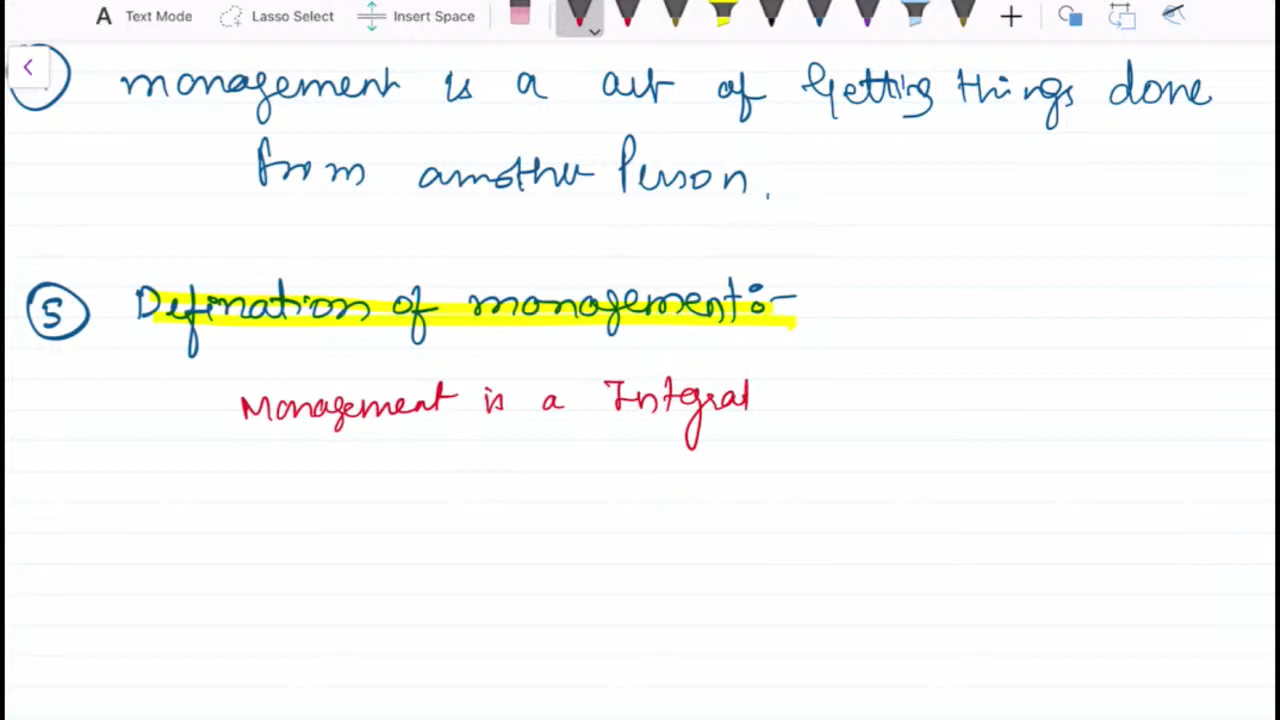 A Text Mode Lasso Select Insert Space
management is a art of Getting things done
from another Person.
5 Defination of management:-
Management is a Integral